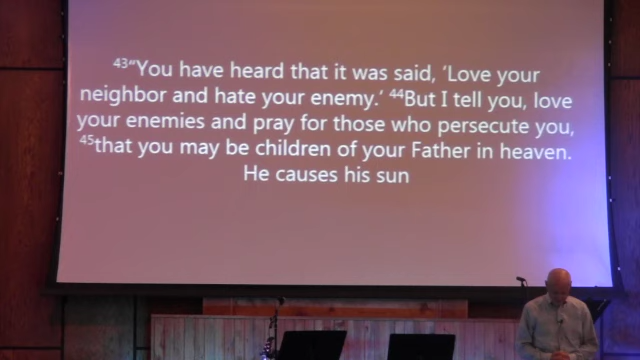 ⁴³"You have heard that it was said, 'Love your
neighbor and hate your enemy.' ⁴⁴But I tell you, love
your enemies and pray for those who persecute you,
⁴⁵that you may be children of your Father in heaven.
He causes his sun